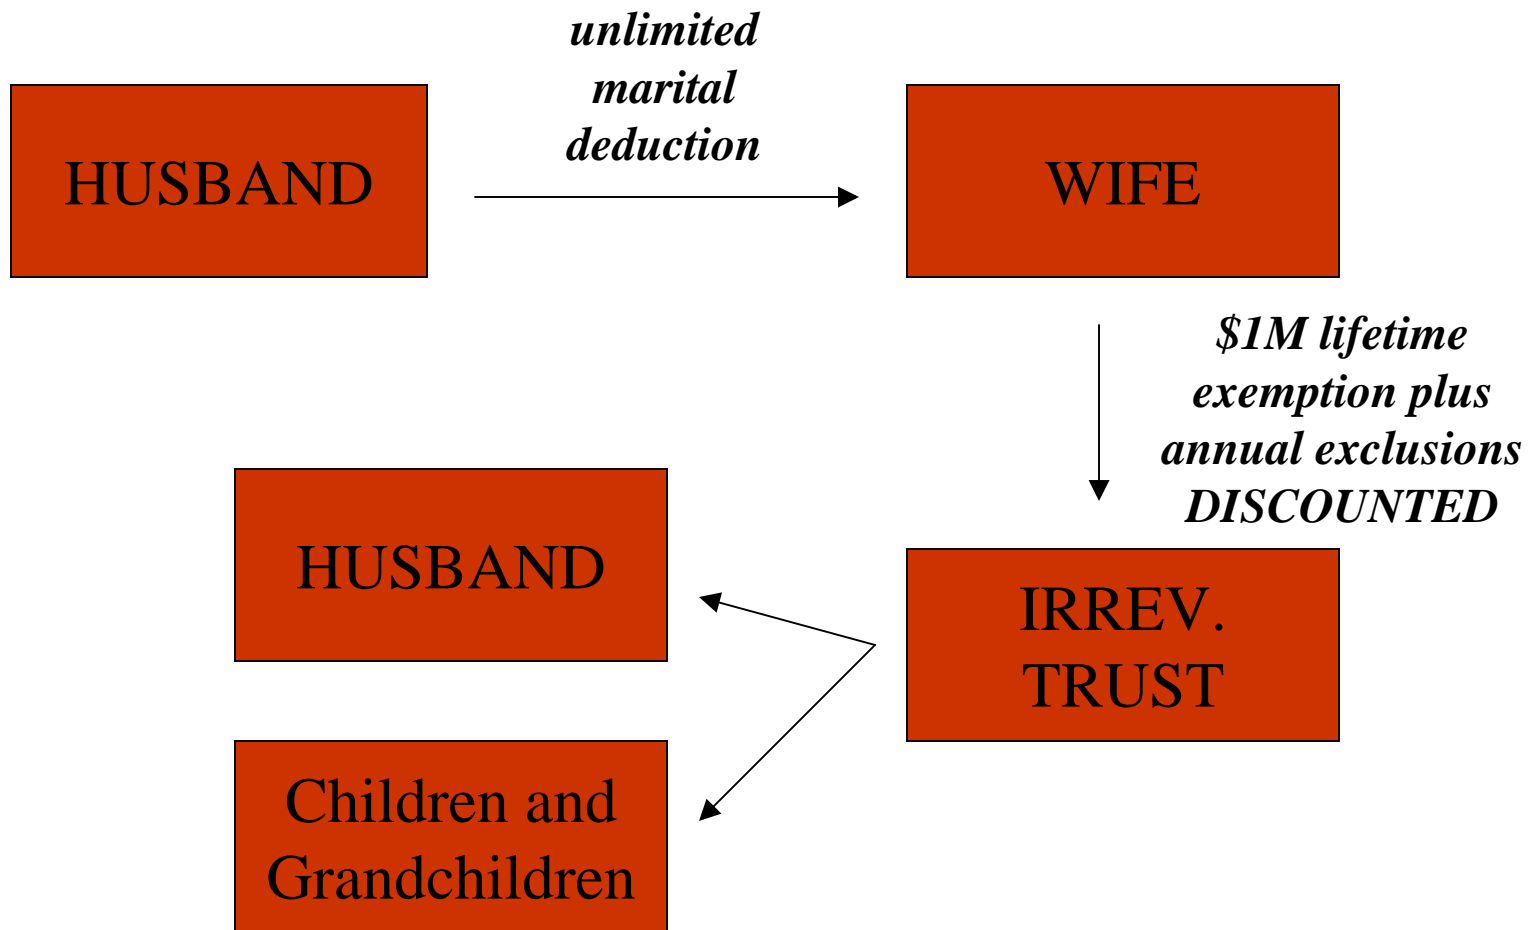 unlimited
marital
deduction
HUSBAND
WIFE
$1M lifetime
exemption plus
annual exclusions
DISCOUNTED
HUSBAND
IRREV.
TRUST
Children and
Grandchildren